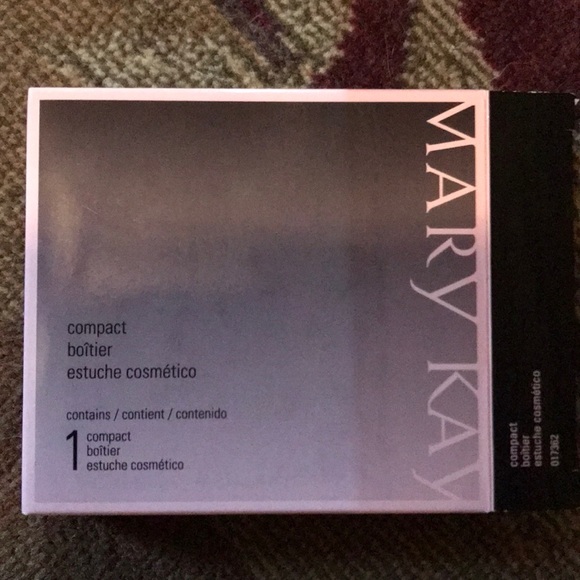 MARY KAY
compact
boîtier
estuche cosmético
contains / contient / contenido
1 compact
boîtier
estuche cosmético
compact
boîtier
estuche cosmético
017362